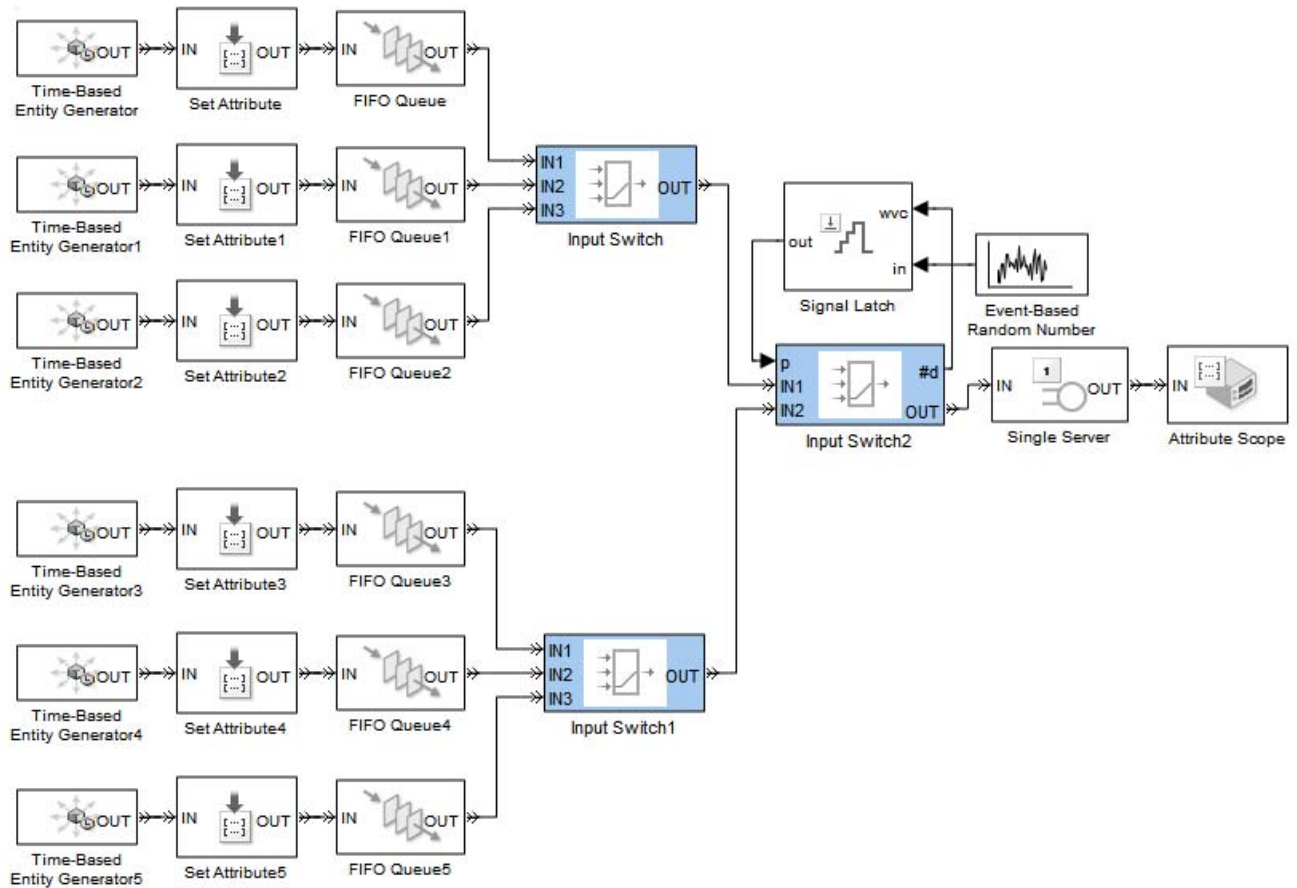 OUT
IN
OUT
IN
OUT
Time-Based
Entity Generator
Set Attribute
FIFO Queue
OUT
IN
OUT
IN
OUT
Time-Based
Entity Generator1
Set Attribute1
FIFO Queue1
OUT
IN
OUT
IN
OUT
Time-Based
Entity Generator2
Set Attribute2
FIFO Queue2
IN1
IN2
IN3
OUT
Input Switch
wvc
out
in
Signal Latch
Event-Based
Random Number
p
IN1
IN2
#d
OUT
Input Switch2
IN
1
OUT
Single Server
IN
Attribute Scope
OUT
IN
OUT
IN
OUT
Time-Based
Entity Generator3
Set Attribute3
FIFO Queue3
OUT
IN
OUT
IN
OUT
Time-Based
Entity Generator4
Set Attribute4
FIFO Queue4
OUT
IN
OUT
IN
OUT
Time-Based
Entity Generator5
Set Attribute5
FIFO Queue5
IN1
IN2
IN3
OUT
Input Switch1